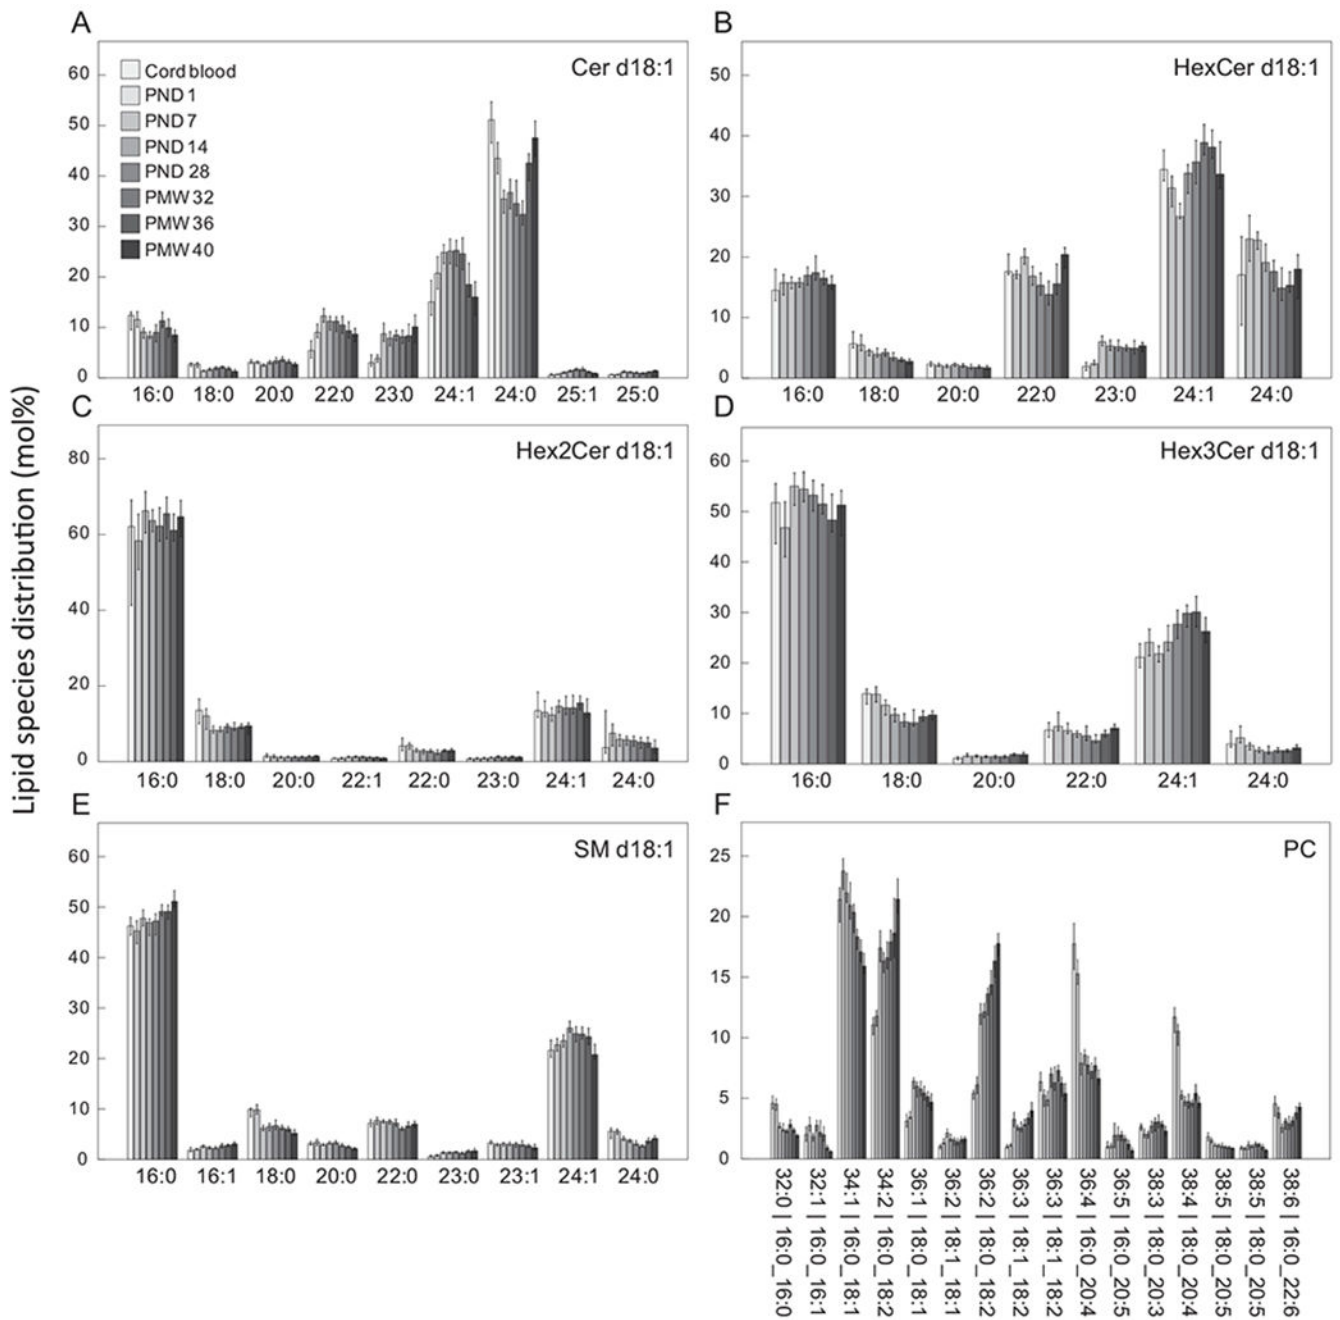 Lipid species distribution (mol%)
A
Cer d18:1
60
50
40
30
20
10
0
Cord blood
PND 1
PND 7
PND 14
PND 28
PMW 32
PMW 36
PMW 40
16:0 18:0 20:0 22:0 23:0 24:1 24:0 25:1 25:0
B
HexCer d18:1
50
40
30
20
10
0
16:0 18:0 20:0 22:0 23:0 24:1 24:0
C
Hex2Cer d18:1
80
60
40
20
0
16:0 18:0 20:0 22:1 22:0 23:0 24:1 24:0
D
Hex3Cer d18:1
60
50
40
30
20
10
0
16:0 18:0 20:0 22:0 24:1 24:0
E
SM d18:1
60
50
40
30
20
10
0
16:0 16:1 18:0 20:0 22:0 23:0 23:1 24:1 24:0
F
PC
25
20
15
10
5
0
32:0 | 16:0_16:0
32:1 | 16:0_16:1
34:1 | 16:0_18:1
34:2 | 16:0_18:2
36:1 | 18:0_18:1
36:2 | 18:1_18:1
36:2 | 18:0_18:2
36:3 | 18:1_18:2
36:3 | 18:1_18:2
36:4 | 16:0_20:4
36:5 | 16:0_20:5
38:3 | 18:0_20:3
38:4 | 18:0_20:4
38:5 | 18:0_20:5
38:5 | 18:0_20:5
38:6 | 16:0_22:6